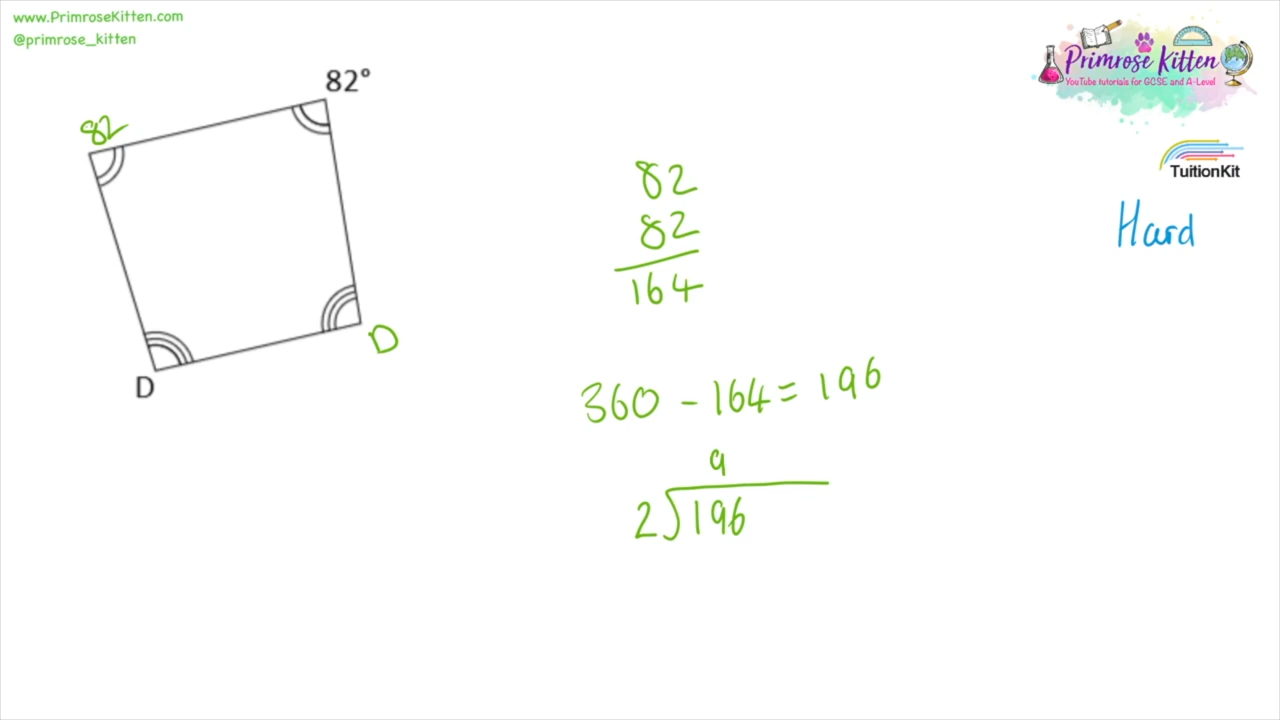 www.PrimroseKitten.com
@primrose_kitten
Primrose Kitten
YouTube tutorials for GCSE and A-Level
TuitionKit
Hard
82°
82
D
D
82
82
164
360 - 164 = 196
9
2)196